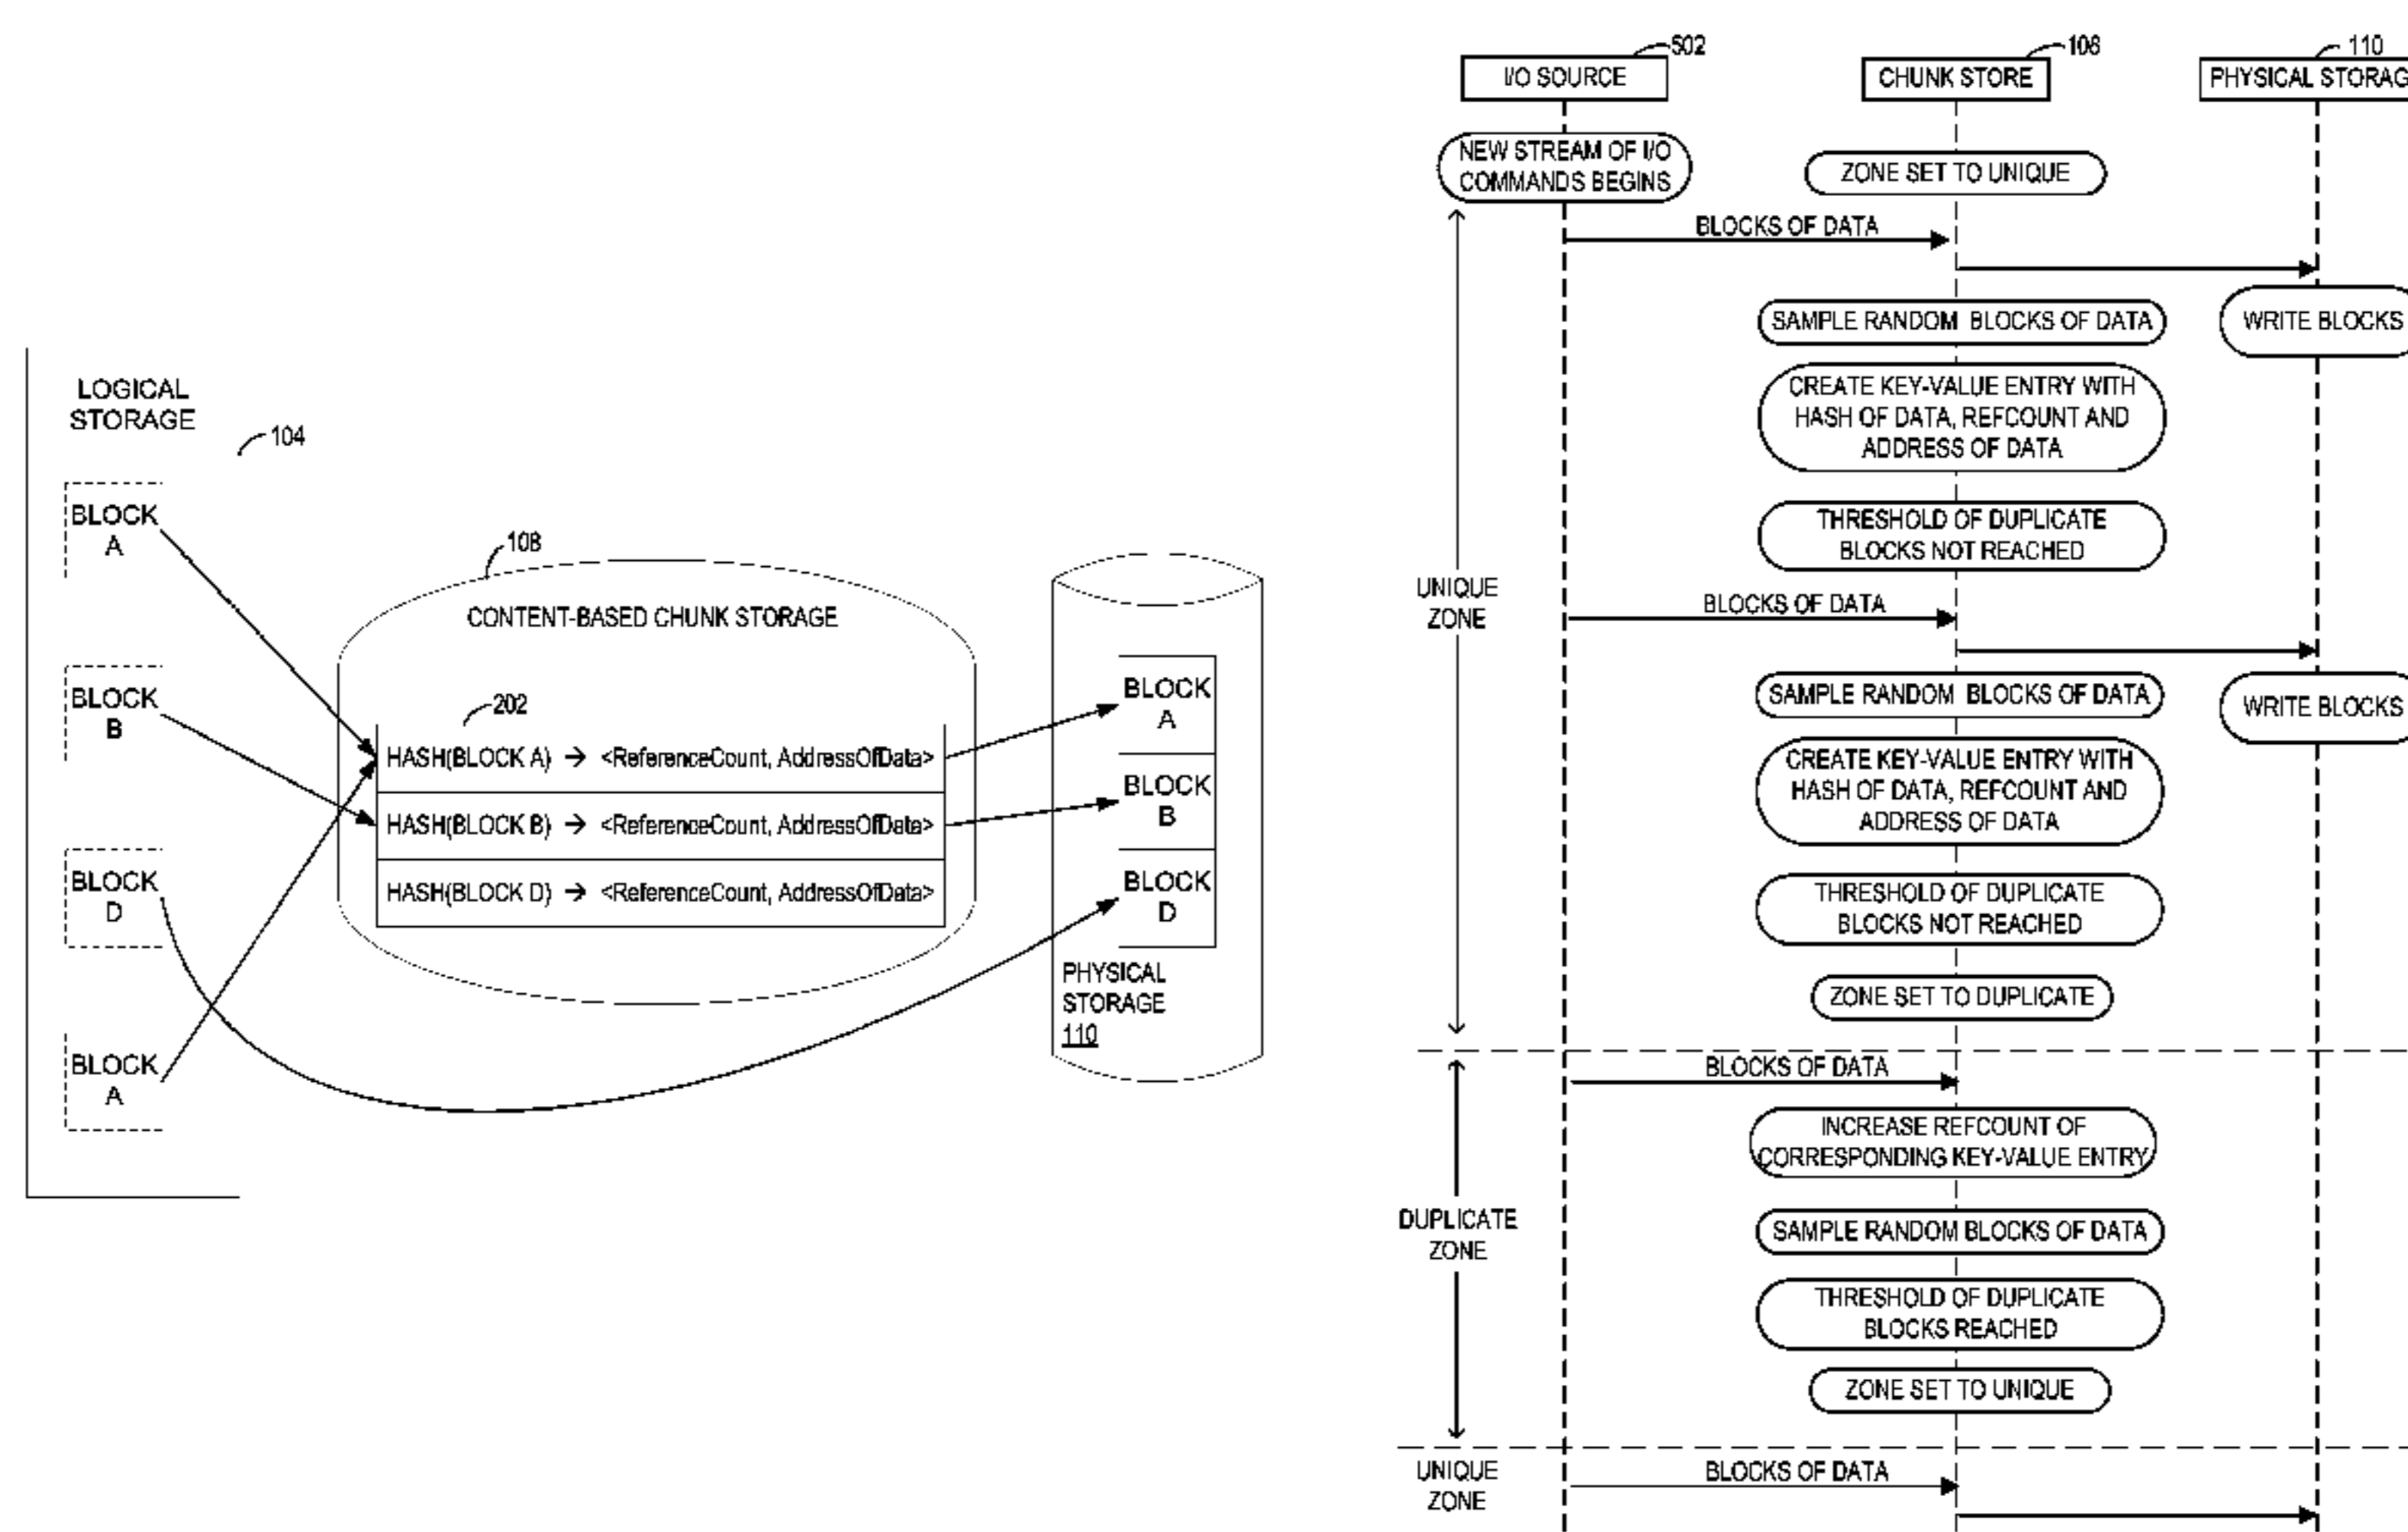 LOGICAL
STORAGE
104
BLOCK
A
BLOCK
B
BLOCK
D
BLOCK
A
108
CONTENT-BASED CHUNK STORAGE
202
HASH(BLOCK A) → <ReferenceCount, AddressOfData>
HASH(BLOCK B) → <ReferenceCount, AddressOfData>
HASH(BLOCK D) → <ReferenceCount, AddressOfData>
BLOCK
A
BLOCK
B
BLOCK
D
PHYSICAL
STORAGE
110
502
108
110
I/O SOURCE
CHUNK STORE
PHYSICAL STORAG
NEW STREAM OF I/O
COMMANDS BEGINS
ZONE SET TO UNIQUE
BLOCKS OF DATA
SAMPLE RANDOM BLOCKS OF DATA
WRITE BLOCKS
CREATE KEY-VALUE ENTRY WITH
HASH OF DATA, REFCOUNT AND
ADDRESS OF DATA
THRESHOLD OF DUPLICATE
BLOCKS NOT REACHED
UNIQUE
ZONE
BLOCKS OF DATA
SAMPLE RANDOM BLOCKS OF DATA
WRITE BLOCKS
CREATE KEY-VALUE ENTRY WITH
HASH OF DATA, REFCOUNT AND
ADDRESS OF DATA
THRESHOLD OF DUPLICATE
BLOCKS NOT REACHED
ZONE SET TO DUPLICATE
BLOCKS OF DATA
INCREASE REFCOUNT OF
CORRESPONDING KEY-VALUE ENTRY
DUPLICATE
ZONE
SAMPLE RANDOM BLOCKS OF DATA
THRESHOLD OF DUPLICATE
BLOCKS REACHED
ZONE SET TO UNIQUE
UNIQUE
ZONE
BLOCKS OF DATA